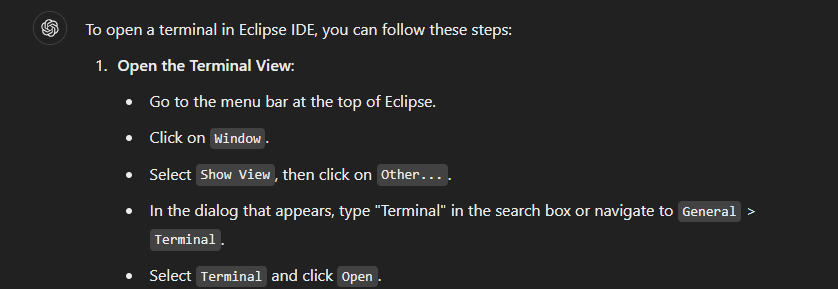 To open a terminal in Eclipse IDE, you can follow these steps:
1. Open the Terminal View:
• Go to the menu bar at the top of Eclipse.
• Click on Window.
• Select Show View, then click on Other....
• In the dialog that appears, type "Terminal" in the search box or navigate to General >
Terminal.
• Select Terminal and click Open.